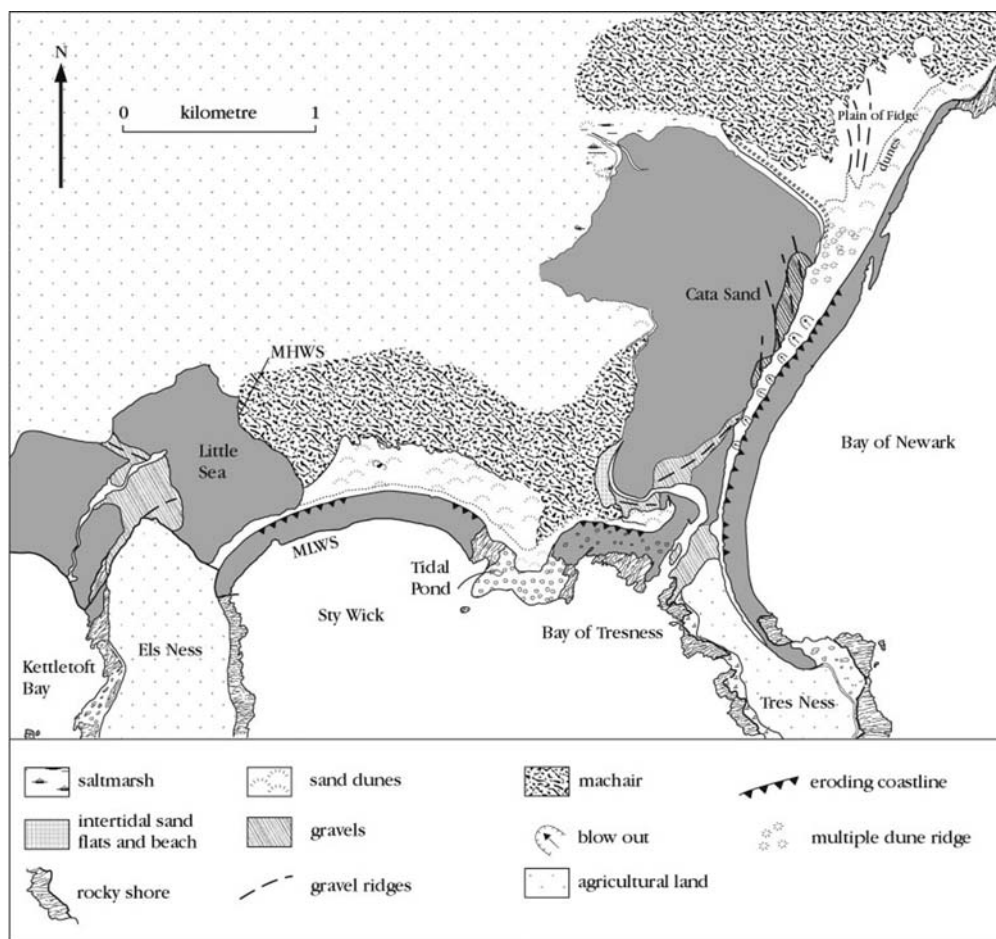 N
0 kilometre 1
Plain of Fidge
dunes
Cata Sand
MHWS
Little
Sea
Bay of Newark
MLWS
Tidal
Pond
Sty Wick
Bay of Tresness
Els Ness
Kettletoft
Bay
Tres Ness
saltmarsh
sand dunes
machair
eroding coastline
intertidal sand
flats and beach
gravels
blow out
multiple dune ridge
rocky shore
gravel ridges
agricultural land